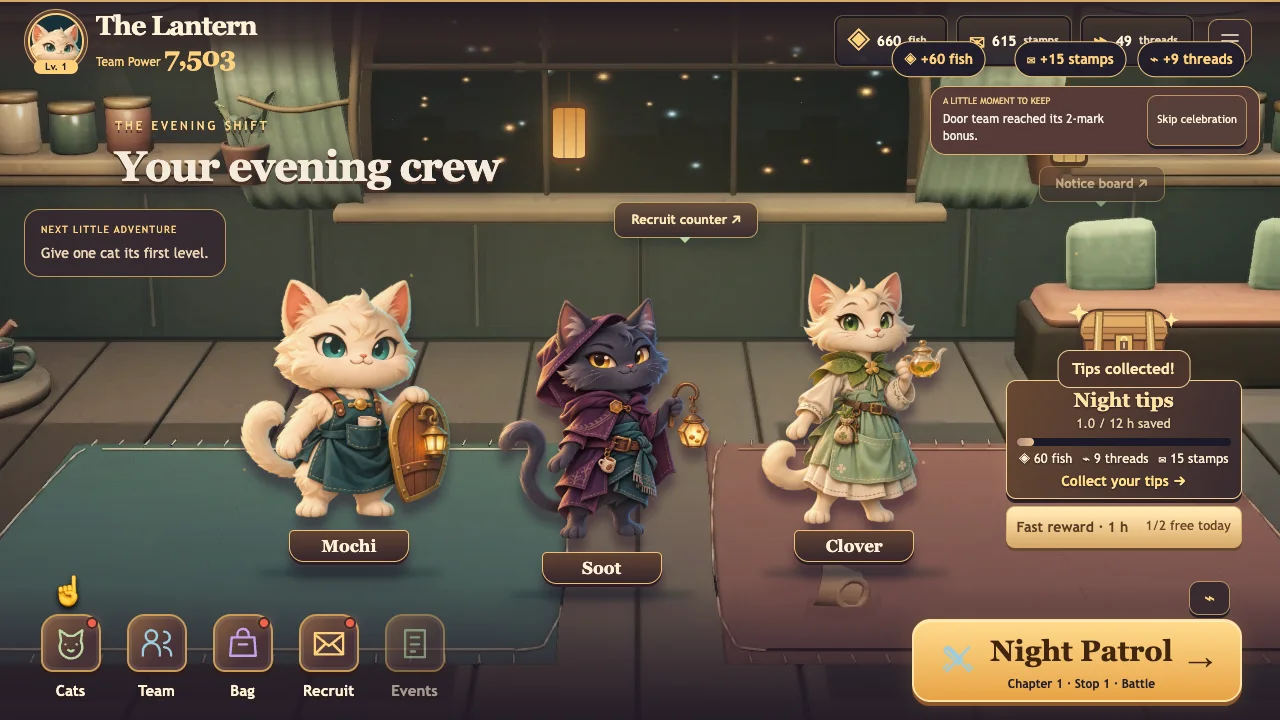 The Lantern
Lv. 1
Team Power 7,503
660 fish
615 stamps
49 threads
+60 fish
+15 stamps
+9 threads
A LITTLE MOMENT TO KEEP
Door team reached its 2-mark
bonus.
Skip celebration
THE EVENING SHIFT
Your evening crew
Notice board ↗
Recruit counter ↗
NEXT LITTLE ADVENTURE
Give one cat its first level.
Tips collected!
Night tips
1.0 / 12 h saved
60 fish 9 threads 15 stamps
Collect your tips →
Fast reward · 1 h 1/2 free today
Mochi
Soot
Clover
Cats
Team
Bag
Recruit
Events
Night Patrol →
Chapter 1 · Stop 1 · Battle